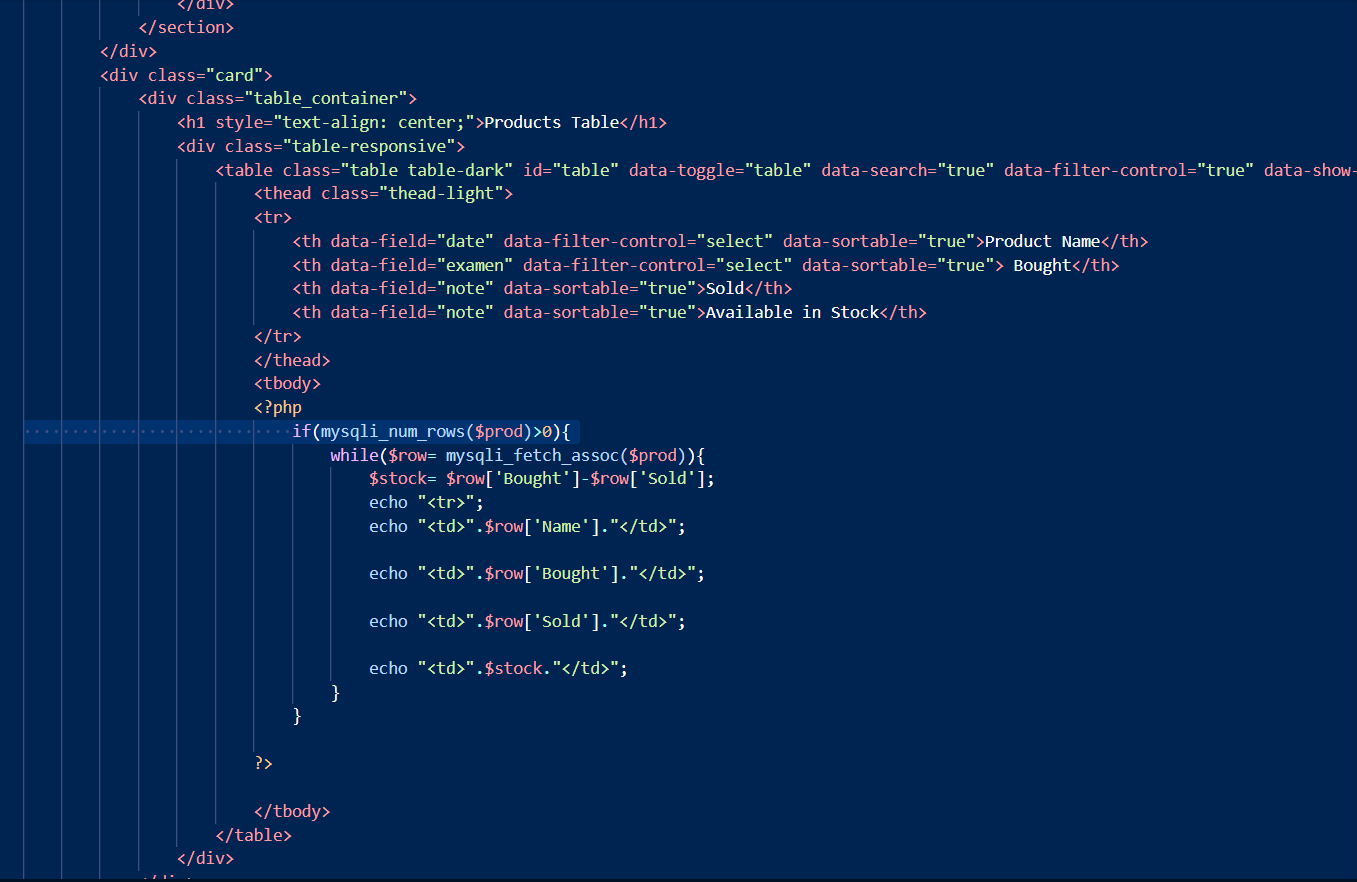 </div>
</section>
</div>
<div class="card">
<div class="table_container">
<h1 style="text-align: center;">Products Table</h1>
<div class="table-responsive">
<table class="table table-dark" id="table" data-toggle="table" data-search="true" data-filter-control="true" data-show-
<thead class="thead-light">
<tr>
<th data-field="date" data-filter-control="select" data-sortable="true">Product Name</th>
<th data-field="examen" data-filter-control="select" data-sortable="true"> Bought</th>
<th data-field="note" data-sortable="true">Sold</th>
<th data-field="note" data-sortable="true">Available in Stock</th>
</tr>
</thead>
<tbody>
<?php
if(mysqli_num_rows($prod)>0){
while($row= mysqli_fetch_assoc($prod)){
$stock= $row['Bought']-$row['Sold'];
echo "<tr>";
echo "<td>".$row['Name']."</td>";
echo "<td>".$row['Bought']."</td>";
echo "<td>".$row['Sold']."</td>";
echo "<td>".$stock."</td>";
}
}
?>
</tbody>
</table>
</div>